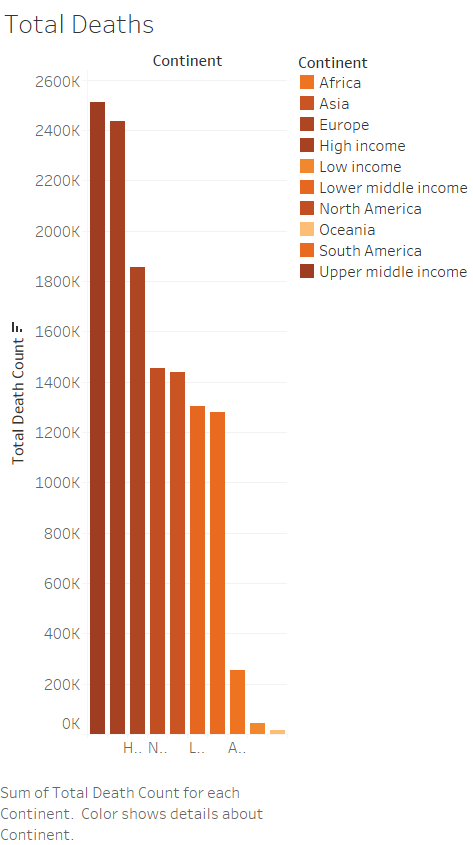 Total Deaths
Continent
2600K
2400K
2200K
2000K
1800K
1600K
1400K
1200K
1000K
800K
600K
400K
200K
0K
Total Death Count
H.. N.. L.. A..
Continent
Africa
Asia
Europe
High income
Low income
Lower middle income
North America
Oceania
South America
Upper middle income
Sum of Total Death Count for each
Continent. Color shows details about
Continent.